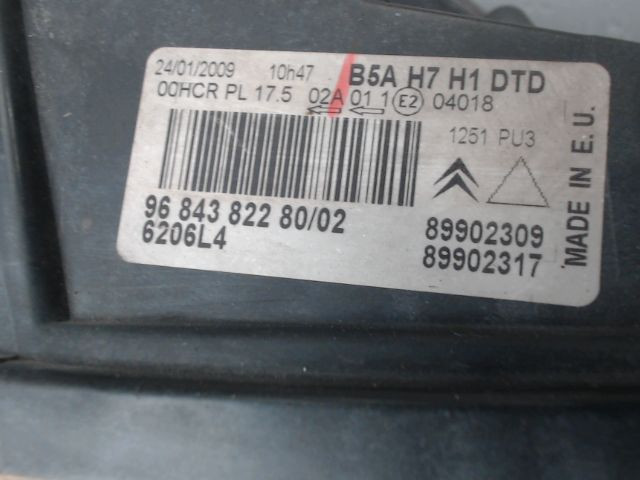 24/01/2009 10h47 B5A H7 H1 DTD
00HCR PL 17.5 02A 01 1 E2 04018
1251 PU3
96 843 822 80/02
6206L4
89902309
89902317
MADE IN E.U.